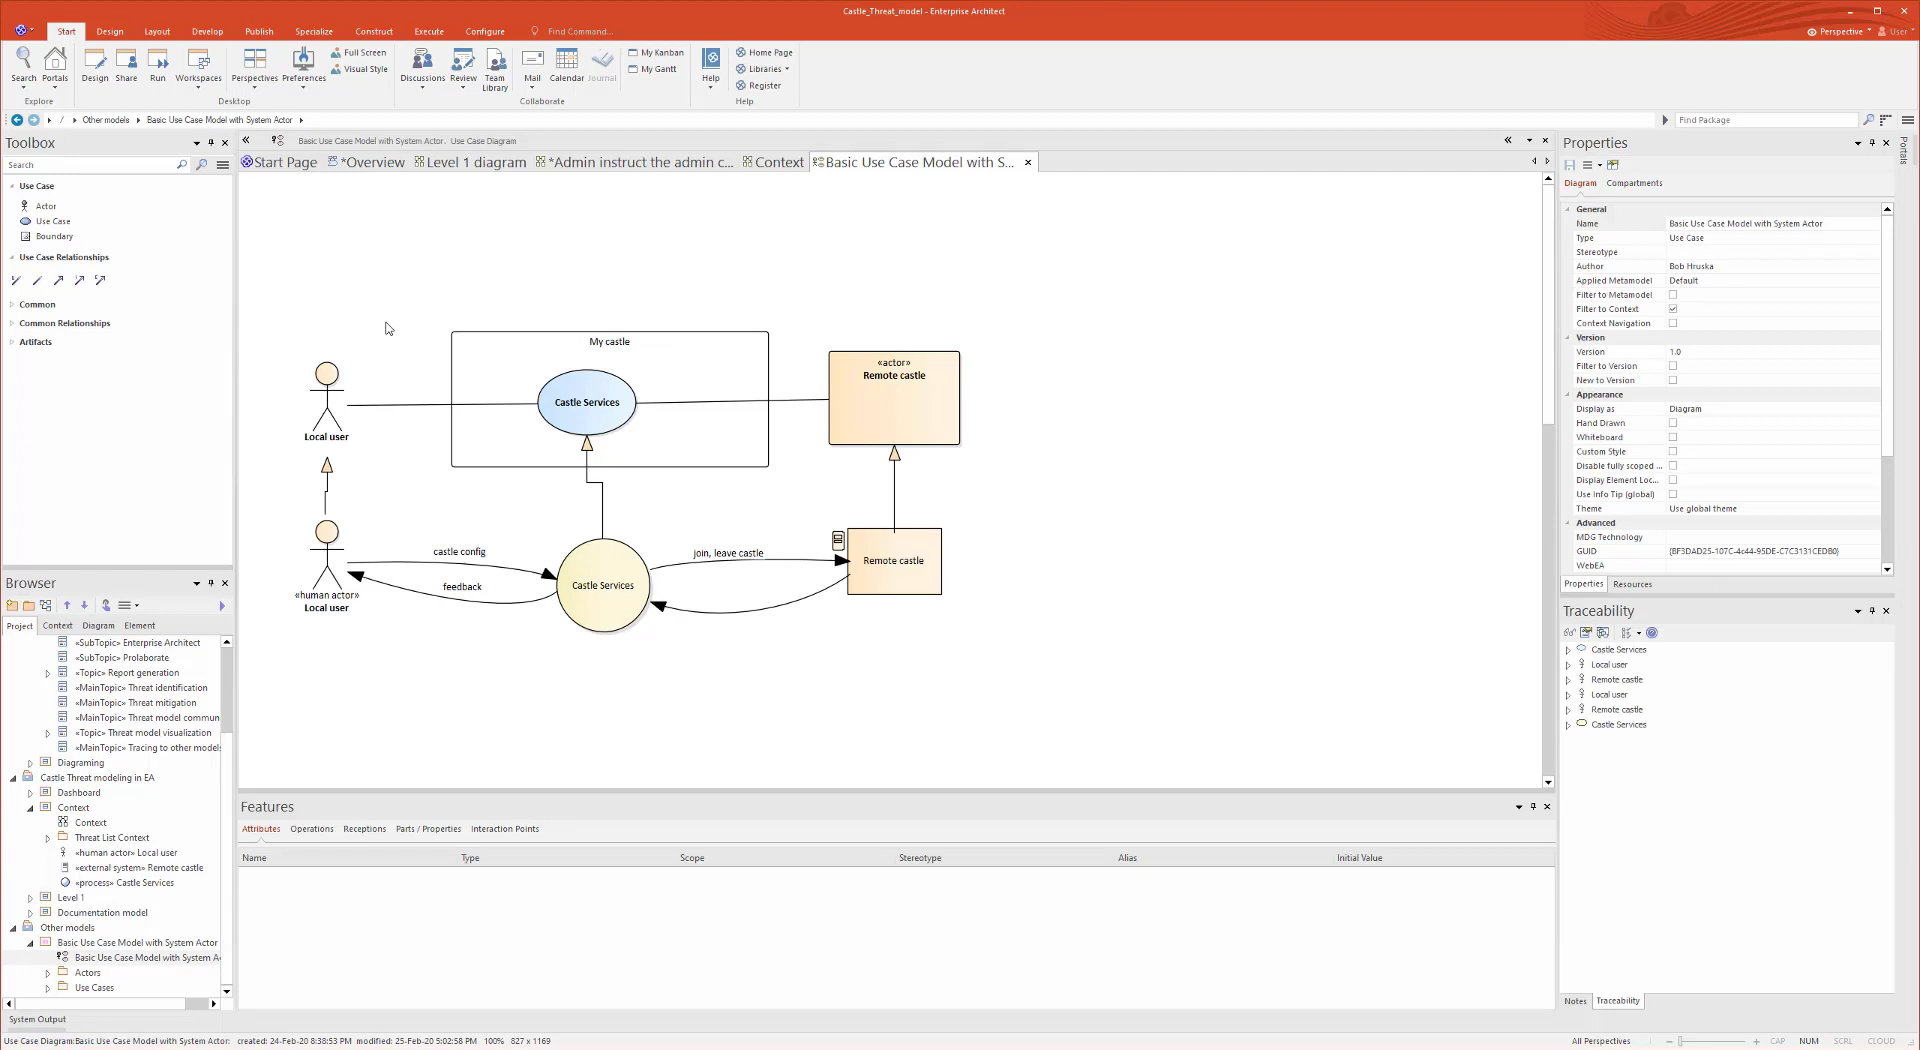 Castle_Threat_model - Enterprise Architect
Start Design Layout Develop Publish Specialize Construct Execute Configure Find Command...
Perspective User
Search Portals Design Share Run Workspaces Perspectives Preferences Full Screen Visual Style Discussions Review Team Library Mail Calendar Journal My Kanban My Gantt Help Home Page Libraries Register
Explore Desktop Collaborate Help
/ Other models Basic Use Case Model with System Actor
Find Package
Portals
Toolbox
Search
Use Case
Actor
Use Case
Boundary
Use Case Relationships
Common
Common Relationships
Artifacts
Basic Use Case Model with System Actor. Use Case Diagram
Start Page *Overview Level 1 diagram *Admin instruct the admin c... Context Basic Use Case Model with S...
My castle
Castle Services
«actor»
Remote castle
Local user
castle config
feedback
Castle Services
join, leave castle
Remote castle
«human actor»
Local user
Browser
Project Context Diagram Element
«SubTopic» Enterprise Architect
«SubTopic» Prolaborate
«Topic» Report generation
«MainTopic» Threat identification
«MainTopic» Threat mitigation
«MainTopic» Threat model commun
«Topic» Threat model visualization
«MainTopic» Tracing to other models
Diagraming
Castle Threat modeling in EA
Dashboard
Context
Context
Threat List Context
«human actor» Local user
«external system» Remote castle
«process» Castle Services
Level 1
Documentation model
Other models
Basic Use Case Model with System Actor
Basic Use Case Model with System A
Actors
Use Cases
System Output
Features
Attributes Operations Receptions Parts / Properties Interaction Points
Name Type Scope Stereotype Alias Initial Value
Properties
Diagram Compartments
General
Name Basic Use Case Model with System Actor
Type Use Case
Stereotype
Author Bob Hruska
Applied Metamodel Default
Filter to Metamodel
Filter to Context
Context Navigation
Version
Version 1.0
Filter to Version
New to Version
Appearance
Display as Diagram
Hand Drawn
Whiteboard
Custom Style
Disable fully scoped ...
Display Element Loc...
Use Info Tip (global)
Theme Use global theme
Advanced
MDG Technology
GUID {BF3DAD25-107C-4c44-95DE-C7C3131CEDB0}
WebEA
Properties Resources
Traceability
Castle Services
Local user
Remote castle
Local user
Remote castle
Castle Services
Notes Traceability
Use Case Diagram:Basic Use Case Model with System Actor: created: 24-Feb-20 8:38:53 PM modified: 25-Feb-20 5:02:58 PM 100% 827 x 1169
All Perspectives CAP NUM SCRL CLOUD